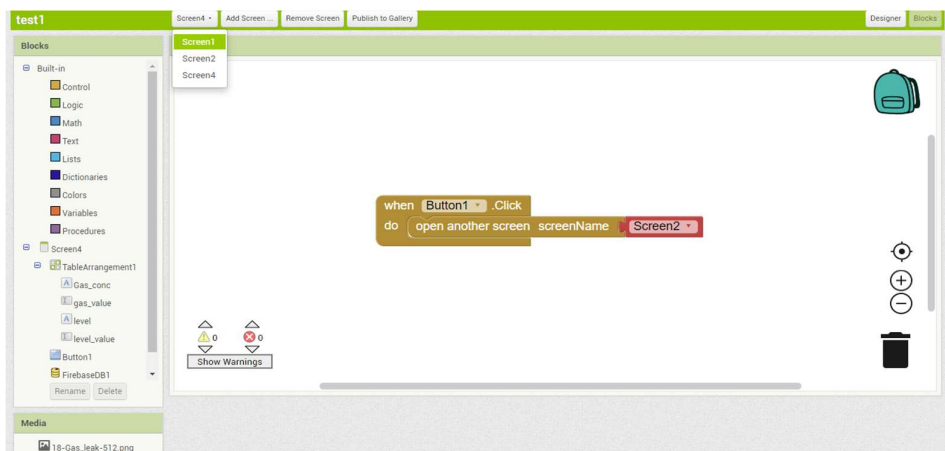 test1
Screen4
Add Screen ...
Remove Screen
Publish to Gallery
Designer
Blocks
Screen1
Screen2
Screen4
Blocks
Built-in
Control
Logic
Math
Text
Lists
Dictionaries
Colors
Variables
Procedures
Screen4
TableArrangement1
Gas_conc
gas_value
level
level_value
Button1
FirebaseDB1
Rename
Delete
Media
18-Gas_leak-512.png
when Button1 .Click
do open another screen screenName Screen2
0 0
Show Warnings